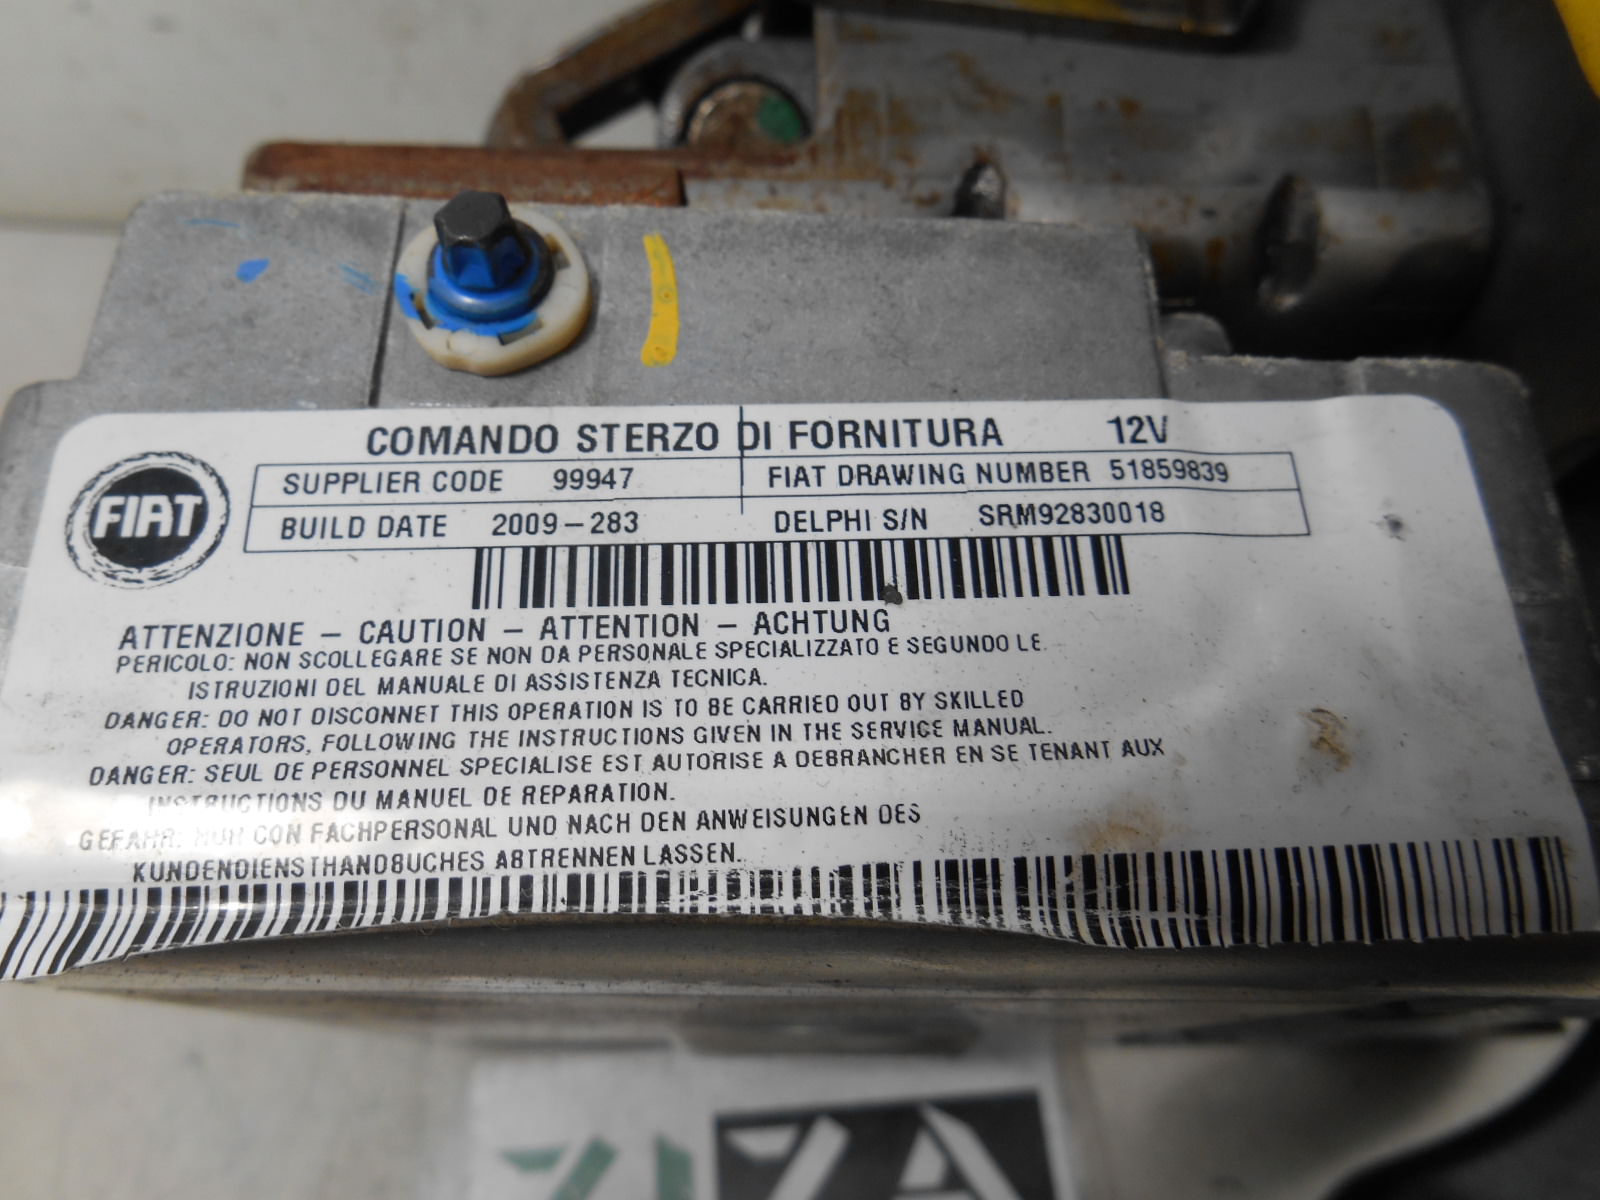 COMANDO STERZO DI FORNITURA 12V
SUPPLIER CODE 99947 FIAT DRAWING NUMBER 51859839
FIAT
BUILD DATE 2009-283 DELPHI S/N SRM92830018
ATTENZIONE - CAUTION - ATTENTION - ACHTUNG
PERICOLO: NON SCOLLEGARE SE NON DA PERSONALE SPECIALIZZATO E SEGUNDO LE
ISTRUZIONI DEL MANUALE DI ASSISTENZA TECNICA.
DANGER: DO NOT DISCONNET THIS OPERATION IS TO BE CARRIED OUT BY SKILLED
OPERATORS, FOLLOWING THE INSTRUCTIONS GIVEN IN THE SERVICE MANUAL.
DANGER: SEUL DE PERSONNEL SPECIALISE EST AUTORISE A DEBRANCHER EN SE TENANT AUX
INSTRUCTIONS DU MANUEL DE REPARATION.
GEFAHR: NUR CON FACHPERSONAL UND NACH DEN ANWEISUNGEN DES
KUNDENDIENSTHANDBUCHES ABTRENNEN LASSEN.